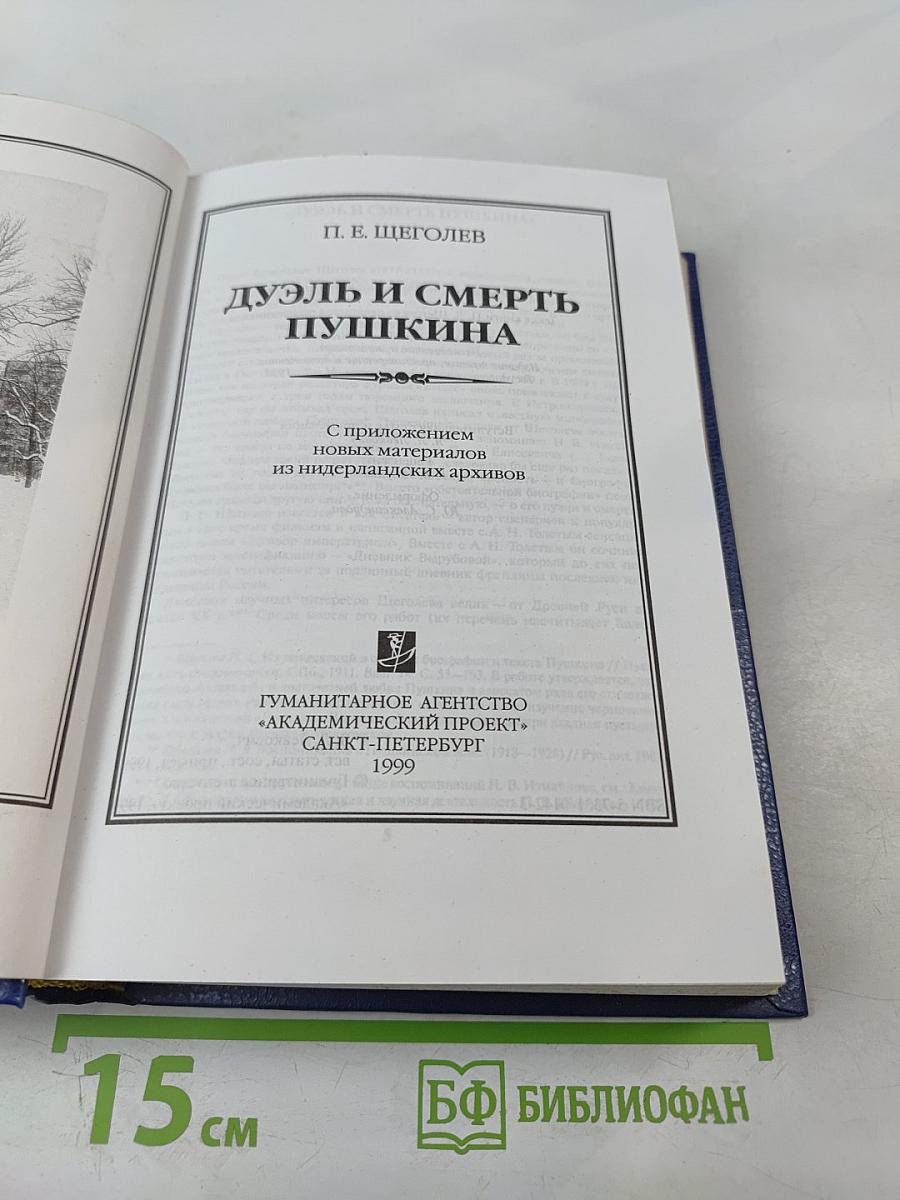 П. Е. ЩЕГОЛЕВ
ДУЭЛЬ И СМЕРТЬ
ПУШКИНА
С приложением
новых материалов
из нидерландских архивов
ГУМАНИТАРНОЕ АГЕНТСТВО
«АКАДЕМИЧЕСКИЙ ПРОЕКТ»
САНКТ-ПЕТЕРБУРГ
1999
15 см
БФ БИБЛИОФАН